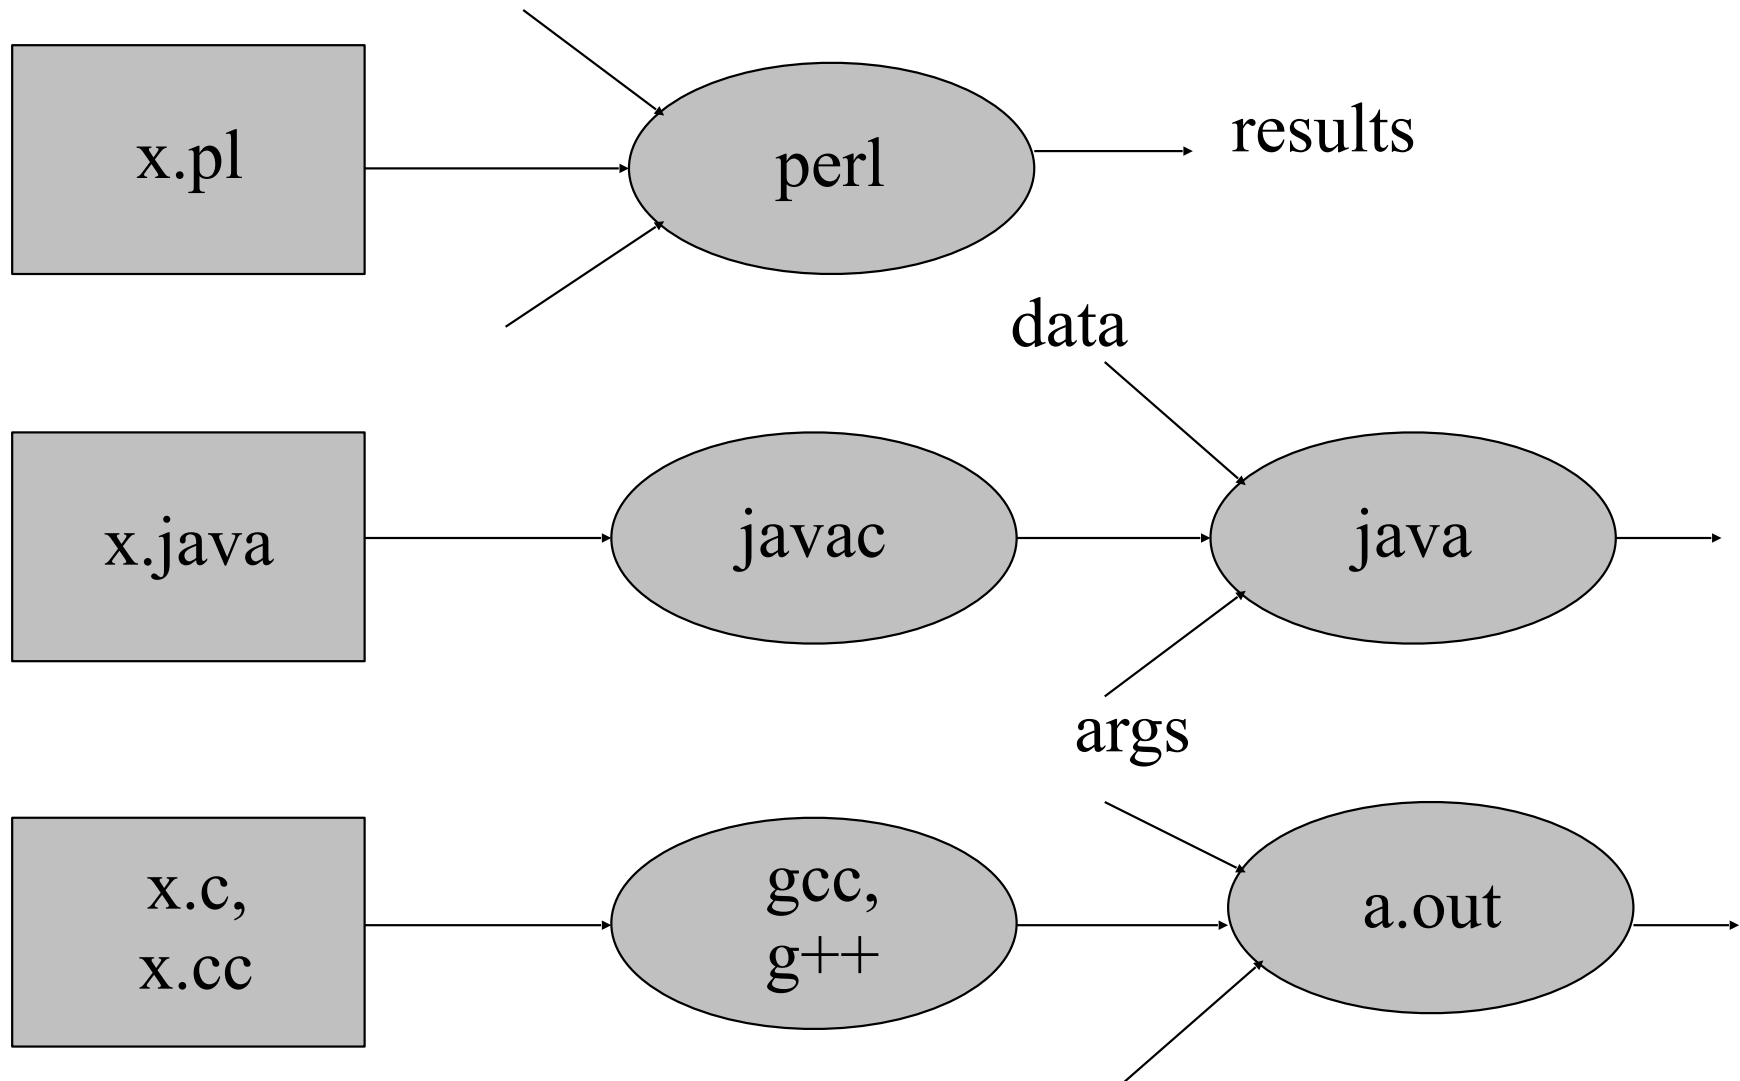 x.pl
perl
results
data
x.java
javac
java
args
x.c,
x.cc
gcc,
g++
a.out